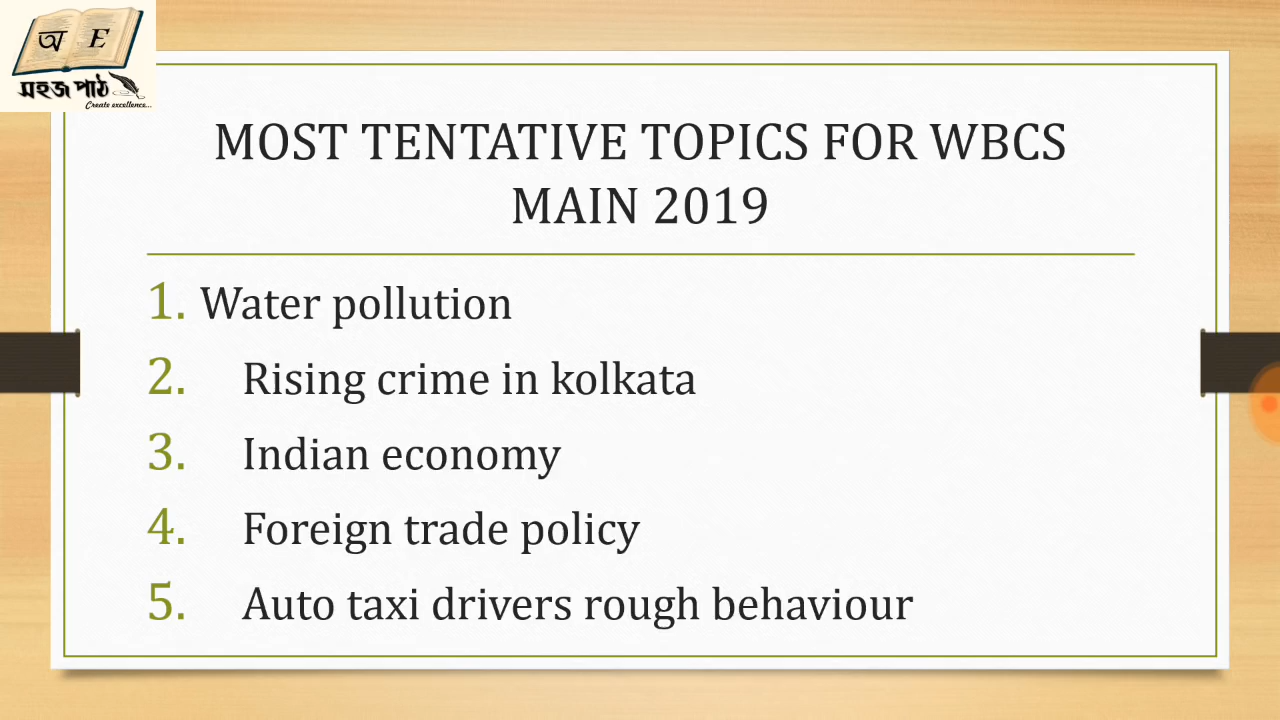 অ E
সহজ পাঠ
Create excellence...
MOST TENTATIVE TOPICS FOR WBCS
MAIN 2019
1. Water pollution
2. Rising crime in kolkata
3. Indian economy
4. Foreign trade policy
5. Auto taxi drivers rough behaviour